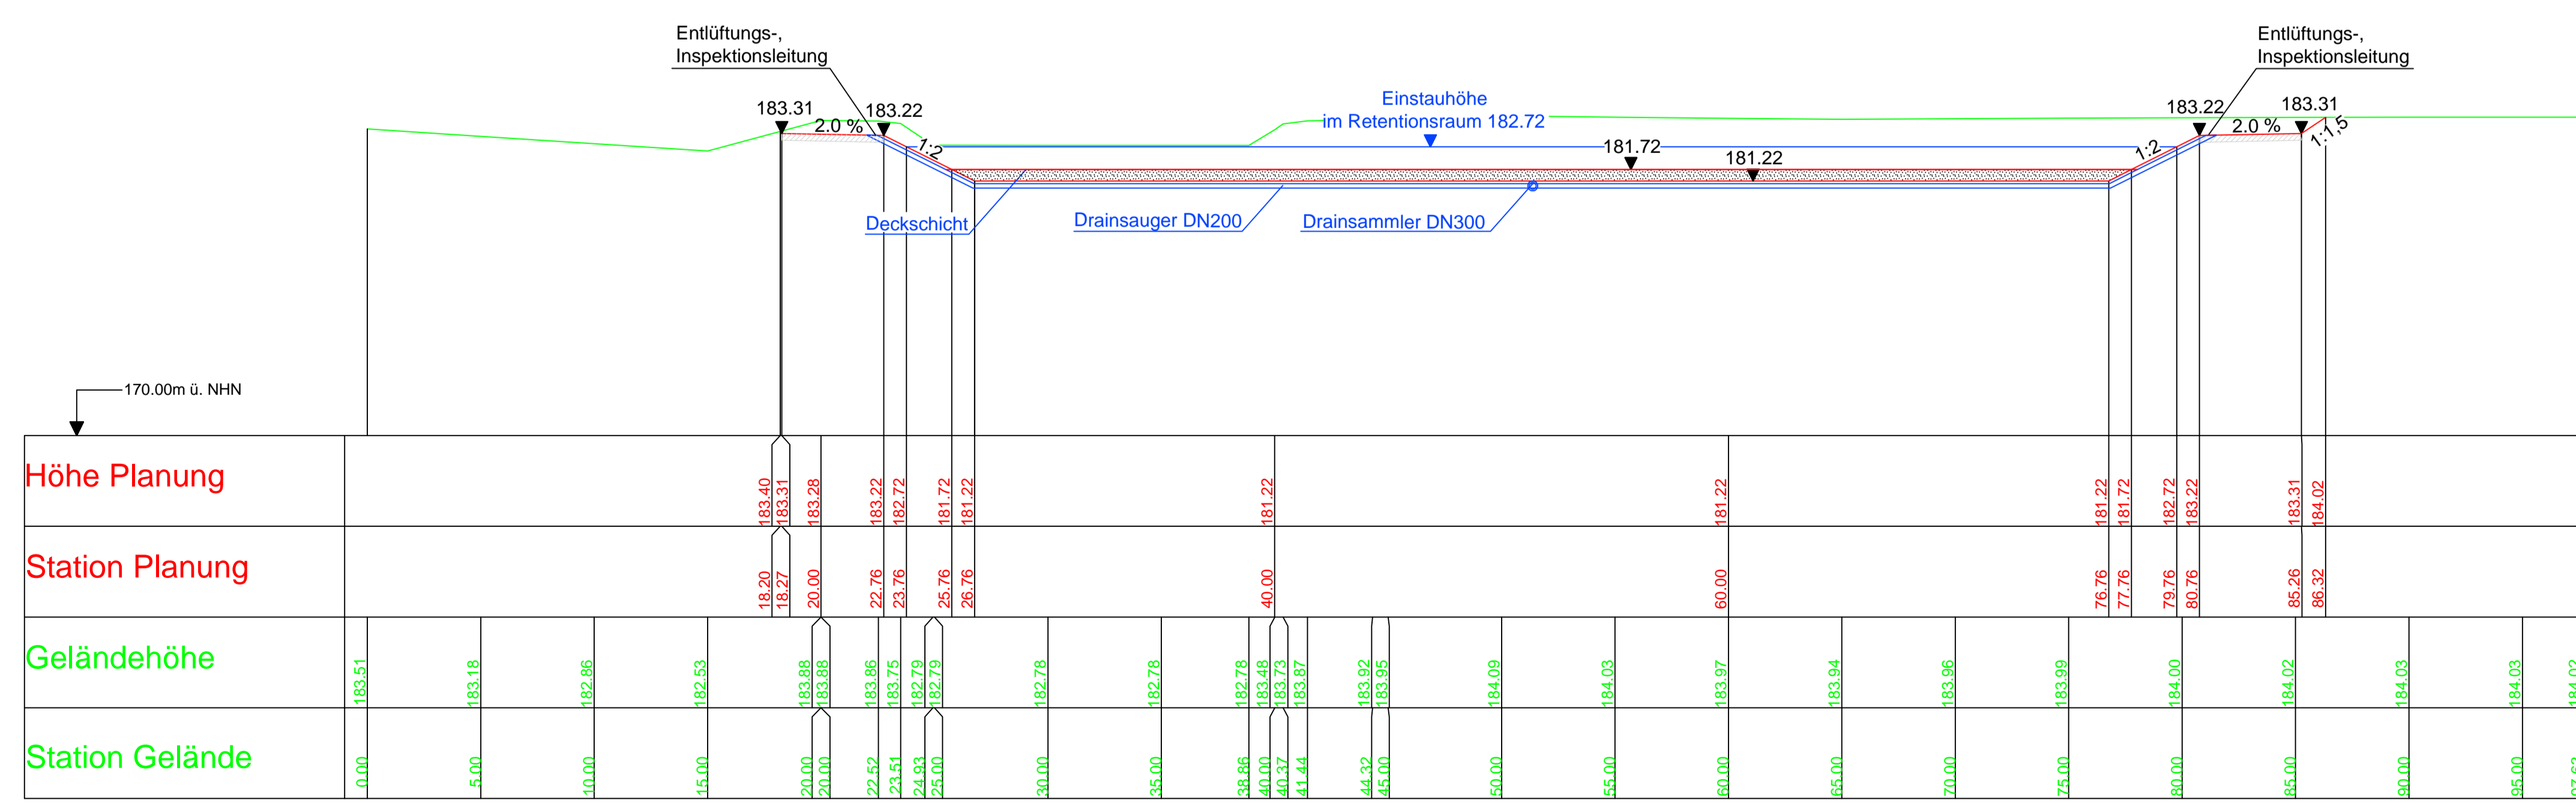 Entlüftungs-,
Inspektionsleitung
Entlüftungs-,
Inspektionsleitung
183.31
183.22
2.0 %
1:2
Einstauhöhe
im Retentionsraum 182.72
181.72
181.22
183.22
183.31
2.0 %
1:2
1:1,5
Deckschicht
Drainsauger DN200
Drainsammler DN300
170.00m ü. NHN
Höhe Planung
183.40 183.31 183.28 183.22 182.72 181.72 181.22 181.22 181.22 181.22 181.72 182.72 183.22 183.31 184.02
Station Planung
18.20 18.27 20.00 22.76 23.76 25.76 26.76 40.00 60.00 76.76 77.76 79.76 80.76 85.26 86.32
Geländehöhe
183.51 183.18 182.86 182.53 183.88 183.88 183.86 183.75 182.79 182.79 182.78 182.78 182.78 183.48 183.73 183.87 183.92 183.95 184.09 184.03 183.97 183.94 183.96 183.99 184.00 184.02 184.03 184.03 184.02
Station Gelände
0.00 5.00 10.00 15.00 20.00 20.00 22.52 23.51 24.93 25.00 30.00 35.00 38.86 40.00 40.37 41.44 44.32 45.00 50.00 55.00 60.00 65.00 70.00 75.00 80.00 85.00 90.00 95.00